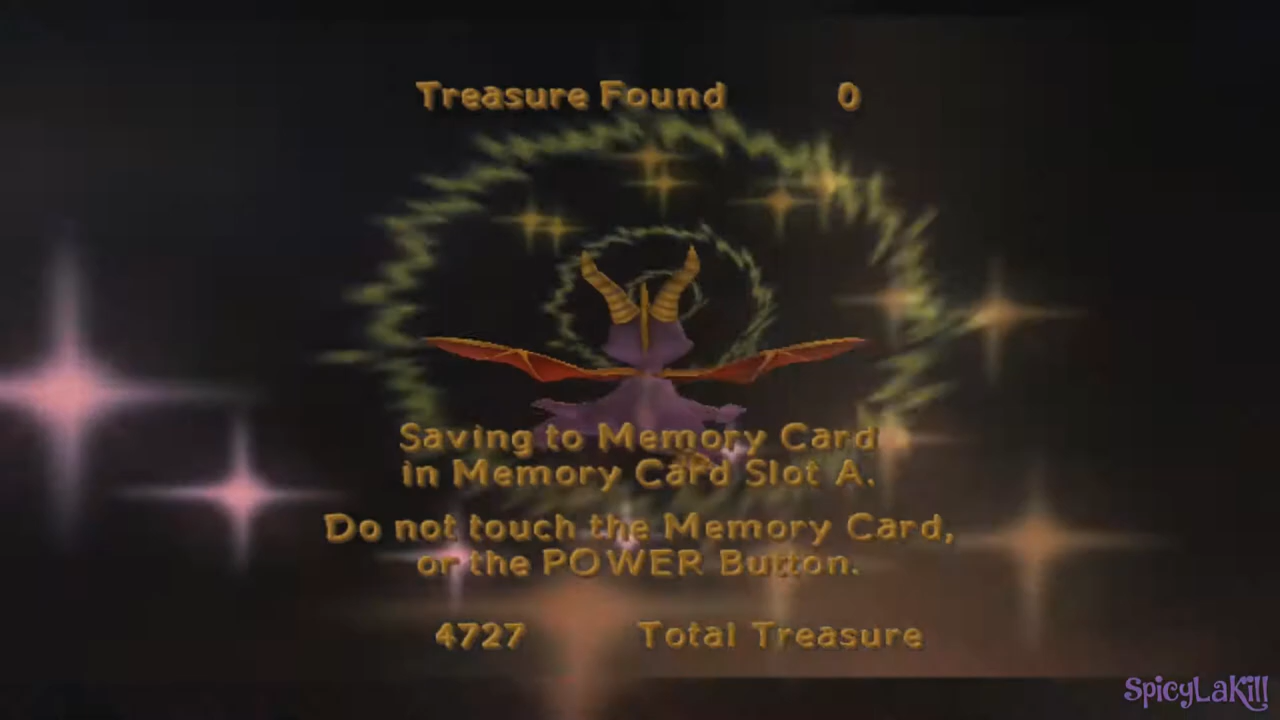 Treasure Found 0
Saving to Memory Card
in Memory Card Slot A.
Do not touch the Memory Card,
or the POWER Button.
4727 Total Treasure
SpicyLaKill